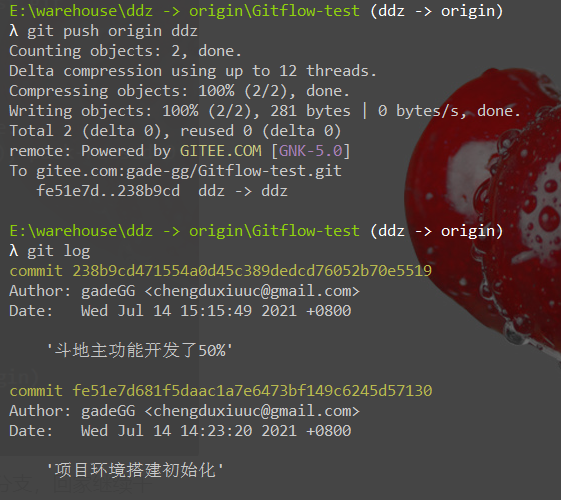 E:\warehouse\ddz -> origin\Gitflow-test (ddz -> origin)
λ git push origin ddz
Counting objects: 2, done.
Delta compression using up to 12 threads.
Compressing objects: 100% (2/2), done.
Writing objects: 100% (2/2), 281 bytes | 0 bytes/s, done.
Total 2 (delta 0), reused 0 (delta 0)
remote: Powered by GITEE.COM [GNK-5.0]
To gitee.com:gade-gg/Gitflow-test.git
   fe51e7d..238b9cd  ddz -> ddz
E:\warehouse\ddz -> origin\Gitflow-test (ddz -> origin)
λ git log
commit 238b9cd471554a0d45c389dedcd76052b70e5519
Author: gadeGG <chengduxiuuc@gmail.com>
Date:   Wed Jul 14 15:15:49 2021 +0800
    '斗地主功能开发了50%'
commit fe51e7d681f5daac1a7e6473bf149c6245d57130
Author: gadeGG <chengduxiuuc@gmail.com>
Date:   Wed Jul 14 14:23:20 2021 +0800
    '项目环境搭建初始化'